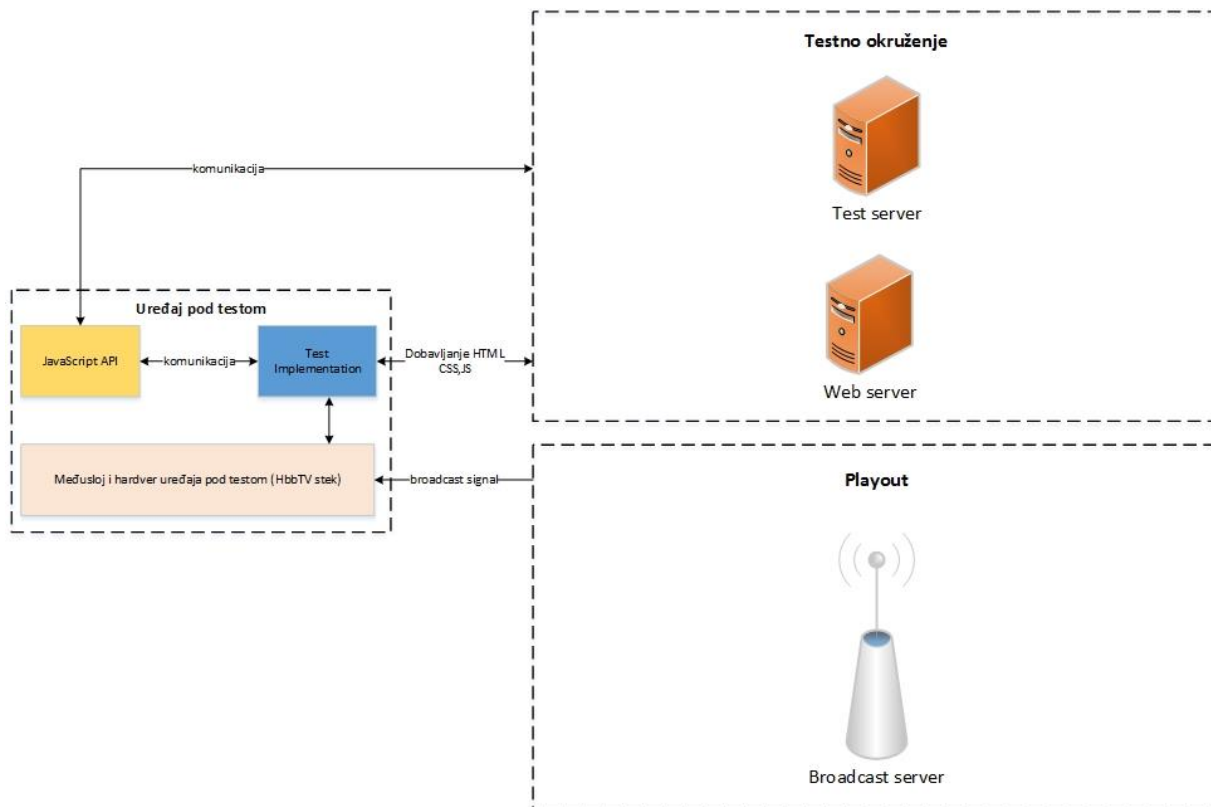 Testno okruženje
komunikacija
Test server
Uređaj pod testom
JavaScript API
komunikacija
Test
Implementation
Dobavljanje HTML
CSS,JS
Web server
Međusloj i hardver uređaja pod testom (HbbTV stek)
broadcast signal
Playout
Broadcast server